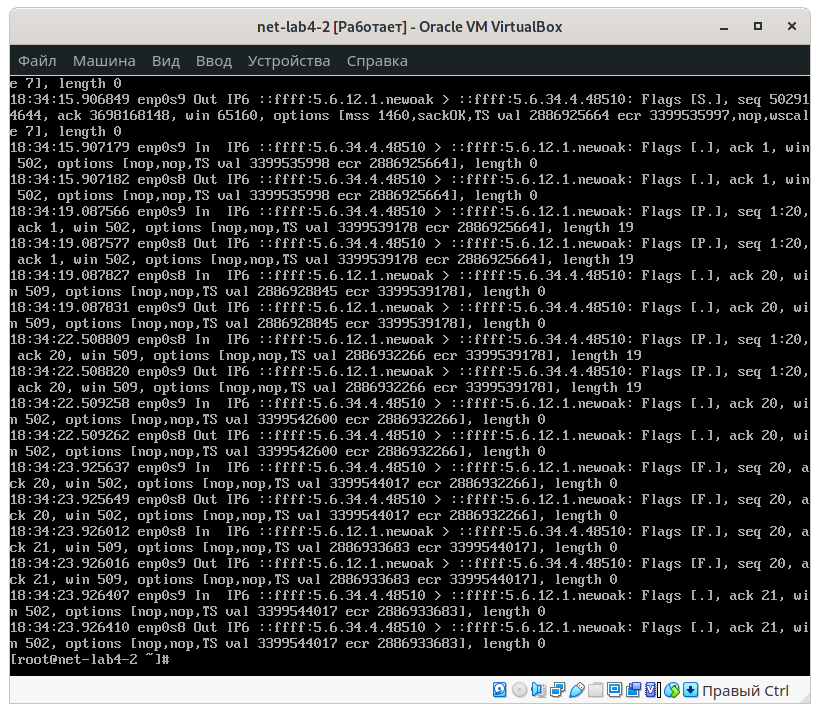 net-lab4-2 [Работает] - Oracle VM VirtualBox
Файл Машина Вид Ввод Устройства Справка
e 7], length 0
18:34:15.906849 enp0s9 Out IP6 ::ffff:5.6.12.1.newoak > ::ffff:5.6.34.4.48510: Flags [S.], seq 50291
4644, ack 3698168148, win 65160, options [mss 1460,sackOK,TS val 2886925664 ecr 3399535997,nop,wscal
e 7], length 0
18:34:15.907179 enp0s9 In  IP6 ::ffff:5.6.34.4.48510 > ::ffff:5.6.12.1.newoak: Flags [.], ack 1, win
 502, options [nop,nop,TS val 3399535998 ecr 2886925664], length 0
18:34:15.907182 enp0s8 Out IP6 ::ffff:5.6.34.4.48510 > ::ffff:5.6.12.1.newoak: Flags [.], ack 1, win
 502, options [nop,nop,TS val 3399535998 ecr 2886925664], length 0
18:34:19.087566 enp0s9 In  IP6 ::ffff:5.6.34.4.48510 > ::ffff:5.6.12.1.newoak: Flags [P.], seq 1:20,
 ack 1, win 502, options [nop,nop,TS val 3399539178 ecr 2886925664], length 19
18:34:19.087577 enp0s8 Out IP6 ::ffff:5.6.34.4.48510 > ::ffff:5.6.12.1.newoak: Flags [P.], seq 1:20,
 ack 1, win 502, options [nop,nop,TS val 3399539178 ecr 2886925664], length 19
18:34:19.087827 enp0s8 In  IP6 ::ffff:5.6.12.1.newoak > ::ffff:5.6.34.4.48510: Flags [.], ack 20, wi
n 509, options [nop,nop,TS val 2886928845 ecr 3399539178], length 0
18:34:19.087831 enp0s9 Out IP6 ::ffff:5.6.12.1.newoak > ::ffff:5.6.34.4.48510: Flags [.], ack 20, wi
n 509, options [nop,nop,TS val 2886928845 ecr 3399539178], length 0
18:34:22.508809 enp0s8 In  IP6 ::ffff:5.6.12.1.newoak > ::ffff:5.6.34.4.48510: Flags [P.], seq 1:20,
 ack 20, win 509, options [nop,nop,TS val 2886932266 ecr 3399539178], length 19
18:34:22.508820 enp0s9 Out IP6 ::ffff:5.6.12.1.newoak > ::ffff:5.6.34.4.48510: Flags [P.], seq 1:20,
 ack 20, win 509, options [nop,nop,TS val 2886932266 ecr 3399539178], length 19
18:34:22.509258 enp0s9 In  IP6 ::ffff:5.6.34.4.48510 > ::ffff:5.6.12.1.newoak: Flags [.], ack 20, wi
n 502, options [nop,nop,TS val 3399542600 ecr 2886932266], length 0
18:34:22.509262 enp0s8 Out IP6 ::ffff:5.6.34.4.48510 > ::ffff:5.6.12.1.newoak: Flags [.], ack 20, wi
n 502, options [nop,nop,TS val 3399542600 ecr 2886932266], length 0
18:34:23.925637 enp0s9 In  IP6 ::ffff:5.6.34.4.48510 > ::ffff:5.6.12.1.newoak: Flags [F.], seq 20, a
ck 20, win 502, options [nop,nop,TS val 3399544017 ecr 2886932266], length 0
18:34:23.925649 enp0s8 Out IP6 ::ffff:5.6.34.4.48510 > ::ffff:5.6.12.1.newoak: Flags [F.], seq 20, a
ck 20, win 502, options [nop,nop,TS val 3399544017 ecr 2886932266], length 0
18:34:23.926012 enp0s8 In  IP6 ::ffff:5.6.12.1.newoak > ::ffff:5.6.34.4.48510: Flags [F.], seq 20, a
ck 21, win 509, options [nop,nop,TS val 2886933683 ecr 3399544017], length 0
18:34:23.926016 enp0s9 Out IP6 ::ffff:5.6.12.1.newoak > ::ffff:5.6.34.4.48510: Flags [F.], seq 20, a
ck 21, win 509, options [nop,nop,TS val 2886933683 ecr 3399544017], length 0
18:34:23.926407 enp0s9 In  IP6 ::ffff:5.6.34.4.48510 > ::ffff:5.6.12.1.newoak: Flags [.], ack 21, wi
n 502, options [nop,nop,TS val 3399544017 ecr 2886933683], length 0
18:34:23.926410 enp0s8 Out IP6 ::ffff:5.6.34.4.48510 > ::ffff:5.6.12.1.newoak: Flags [.], ack 21, wi
n 502, options [nop,nop,TS val 3399544017 ecr 2886933683], length 0
[root@net-lab4-2 ~]#
Правый Ctrl